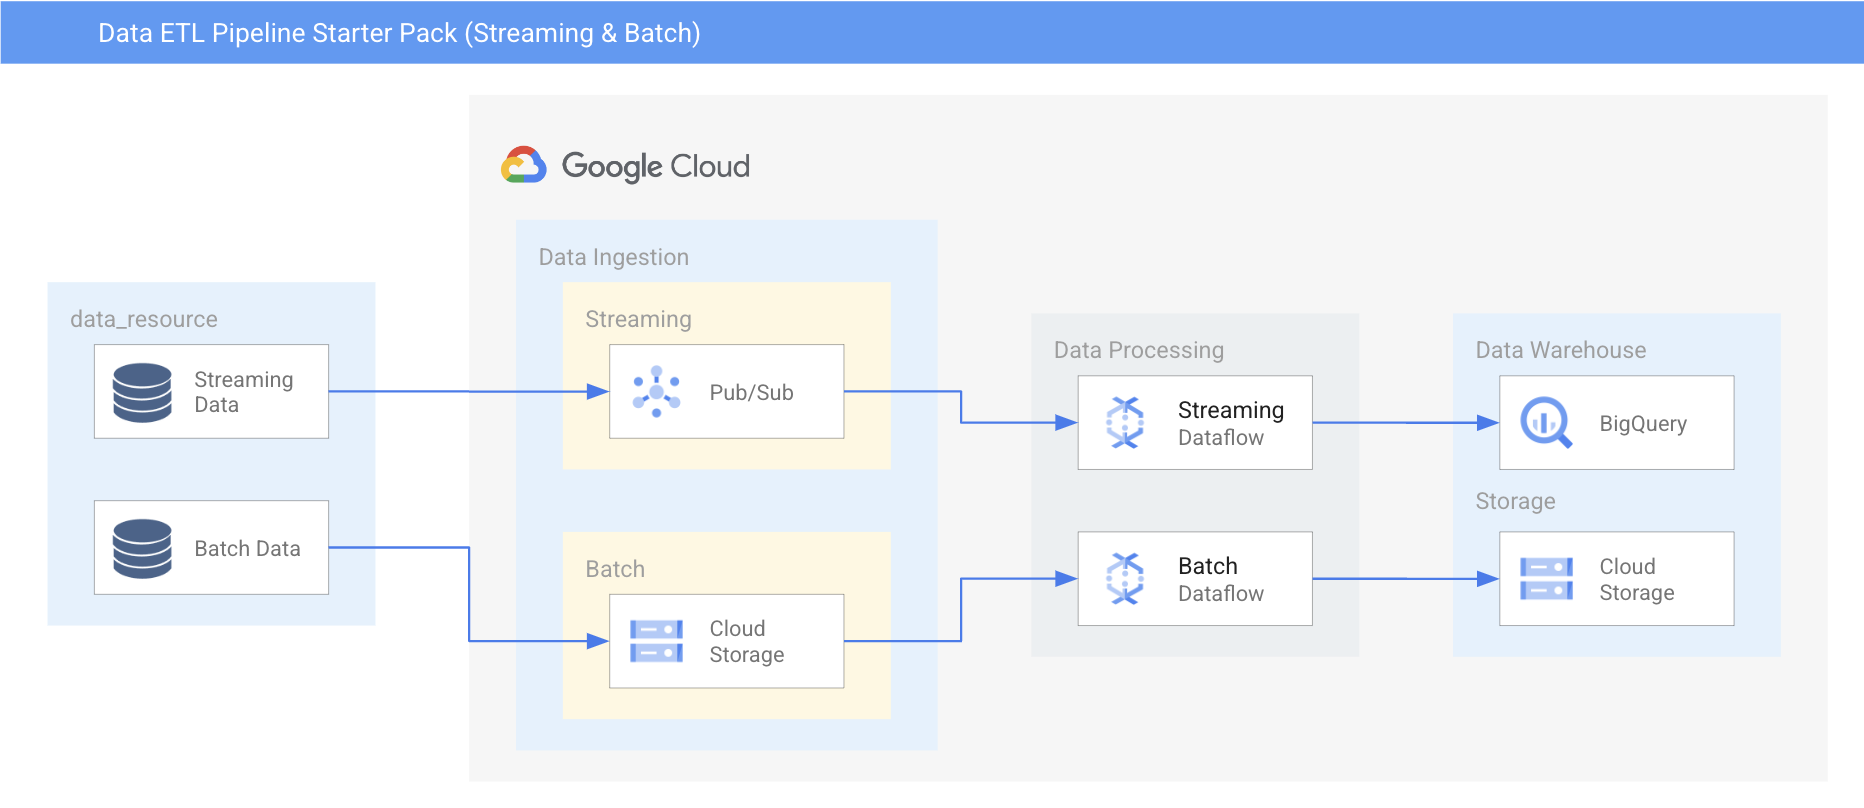 Data ETL Pipeline Starter Pack (Streaming & Batch)
Google Cloud
data_resource
Streaming
Data
Batch Data
Data Ingestion
Streaming
Pub/Sub
Batch
Cloud
Storage
Data Processing
Streaming
Dataflow
Batch
Dataflow
Data Warehouse
BigQuery
Storage
Cloud
Storage